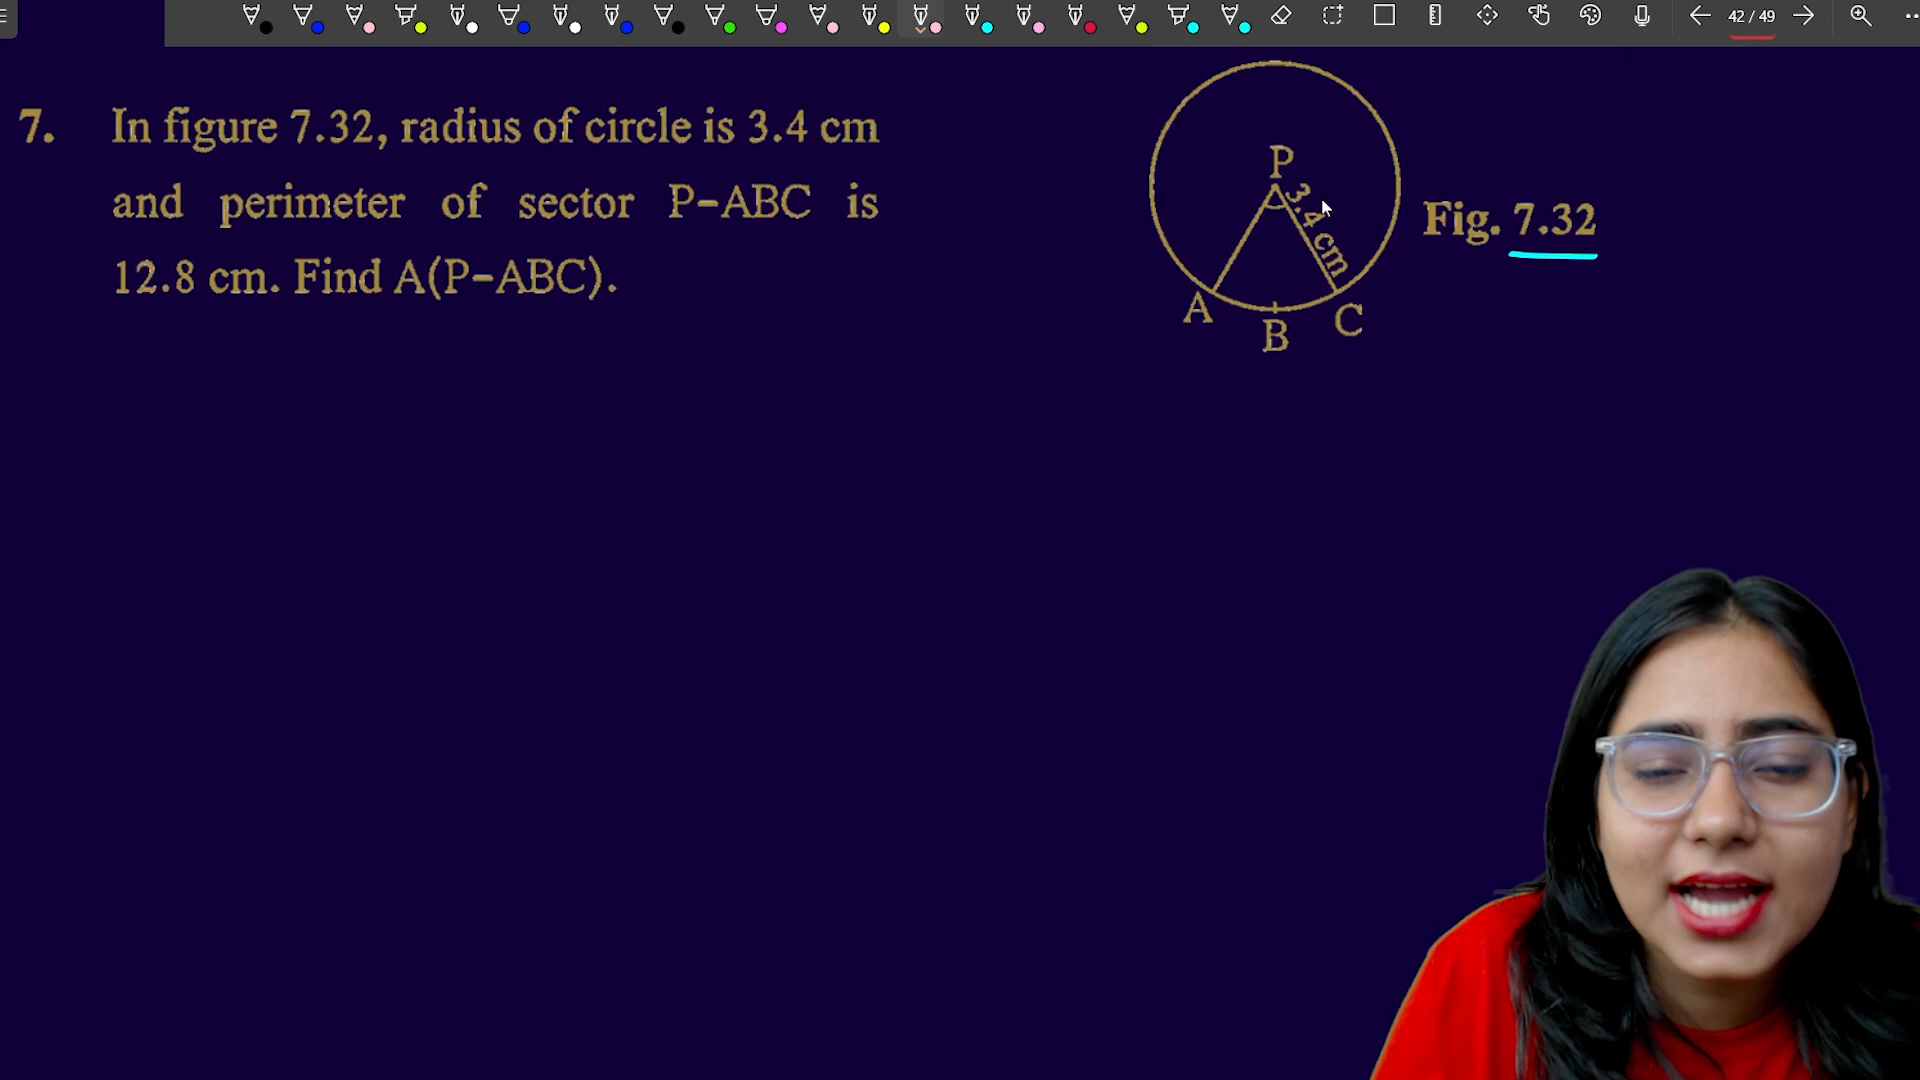 42 / 49
7. In figure 7.32, radius of circle is 3.4 cm
and perimeter of sector P-ABC is
12.8 cm. Find A(P-ABC).
P
3.4 cm
Fig. 7.32
A
B
C